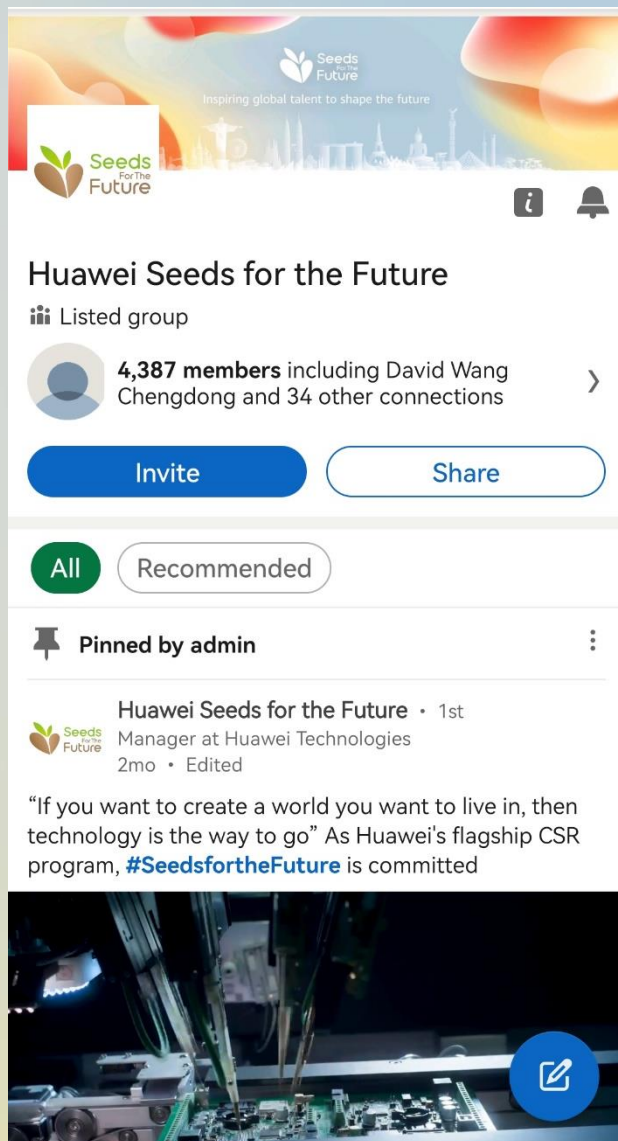 Seeds
For The
Future
Inspiring global talent to shape the future
Seeds
For The
Future
i
Huawei Seeds for the Future
Listed group
4,387 members including David Wang
Chengdong and 34 other connections
Invite
Share
All
Recommended
Pinned by admin
Huawei Seeds for the Future • 1st
Seeds
For The
Future
Manager at Huawei Technologies
2mo • Edited
“If you want to create a world you want to live in, then
technology is the way to go” As Huawei's flagship CSR
program, #SeedsfortheFuture is committed